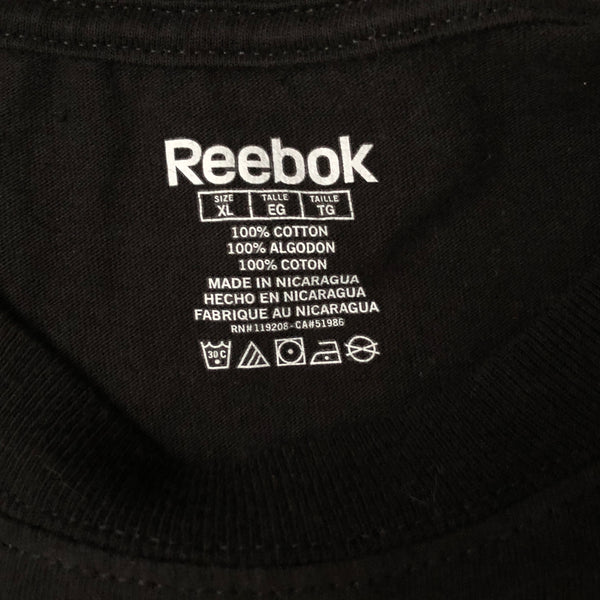 Reebok
SIZE TALLE TAILLE
XL EG TG
100% COTTON
100% ALGODON
100% COTON
MADE IN NICARAGUA
HECHO EN NICARAGUA
FABRIQUE AU NICARAGUA
RN#119208-CA#51986
30 C